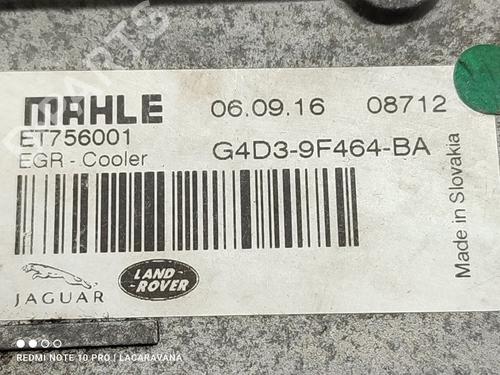 MAHLE 06.09.16 08712
ET756001
EGR - Cooler G4D3-9F464-BA
Made in Slovakia
JAGUAR
LAND
-ROVER-
REDMI NOTE 10 PRO | LACARAVANA